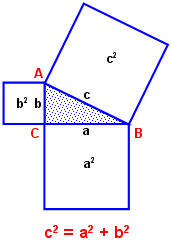 c²
A
b² b c
C a B
a²
c² = a² + b²